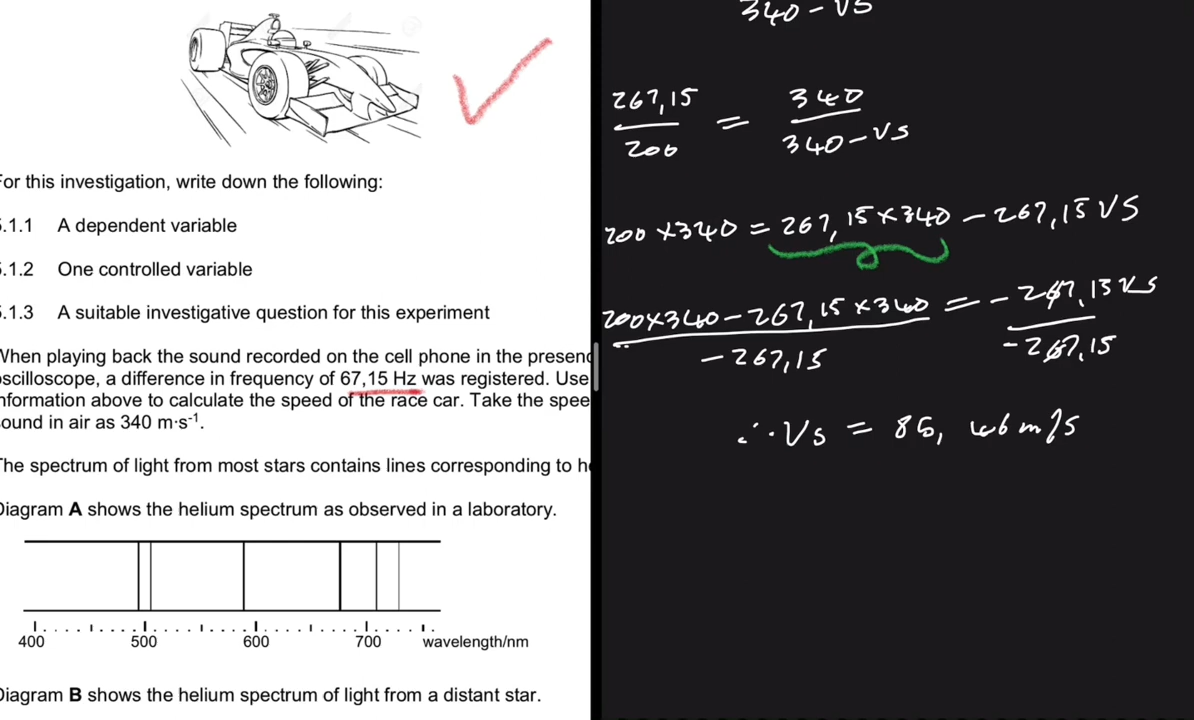 For this investigation, write down the following:
5.1.1 A dependent variable
5.1.2 One controlled variable
5.1.3 A suitable investigative question for this experiment
When playing back the sound recorded on the cell phone in the
oscilloscope, a difference in frequency of 67,15 Hz was registered. Use
information above to calculate the speed of the race car. Take the
sound in air as 340 m·s⁻¹.
The spectrum of light from most stars contains lines corresponding to
Diagram A shows the helium spectrum as observed in a laboratory.
400 500 600 700 wavelength/nm
Diagram B shows the helium spectrum of light from a distant star.
340 - VS
267,15 / 200 = 340 / 340 - VS
200 × 340 = 267,15 × 340 - 267,15 VS
200×340 - 267,15 × 340 / -267,15 = -267,15 VS / -267,15
∴ VS = 85,46 m/s